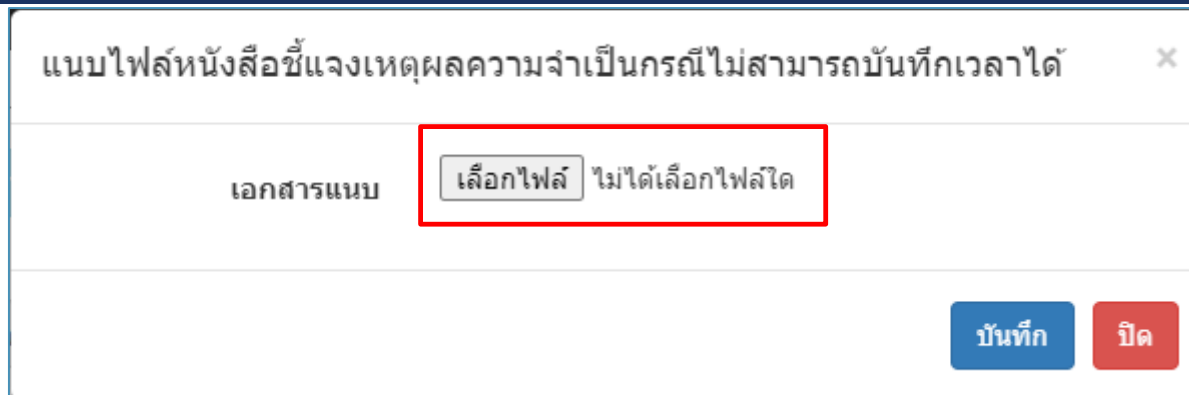 แนบไฟล์หนังสือชี้แจงเหตุผลความจำเป็นกรณีไม่สามารถบันทึกเวลาได้ ×
เอกสารแนบ เลือกไฟล์ ไม่ได้เลือกไฟล์ใด
บันทึก ปิด